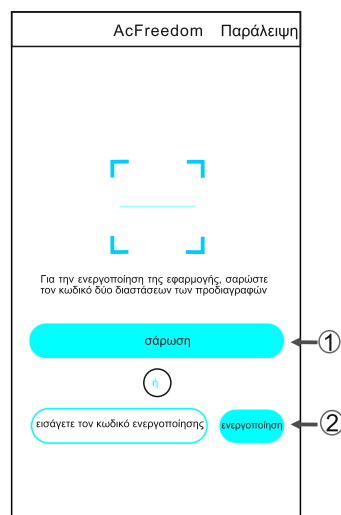 AcFreedom Παράλειψη
Για την ενεργοποίηση της εφαρμογής, σαρώστε
τον κωδικό δύο διαστάσεων των προδιαγραφών
σάρωση
1
ή
εισάγετε τον κωδικό ενεργοποίησης
ενεργοποίηση
2